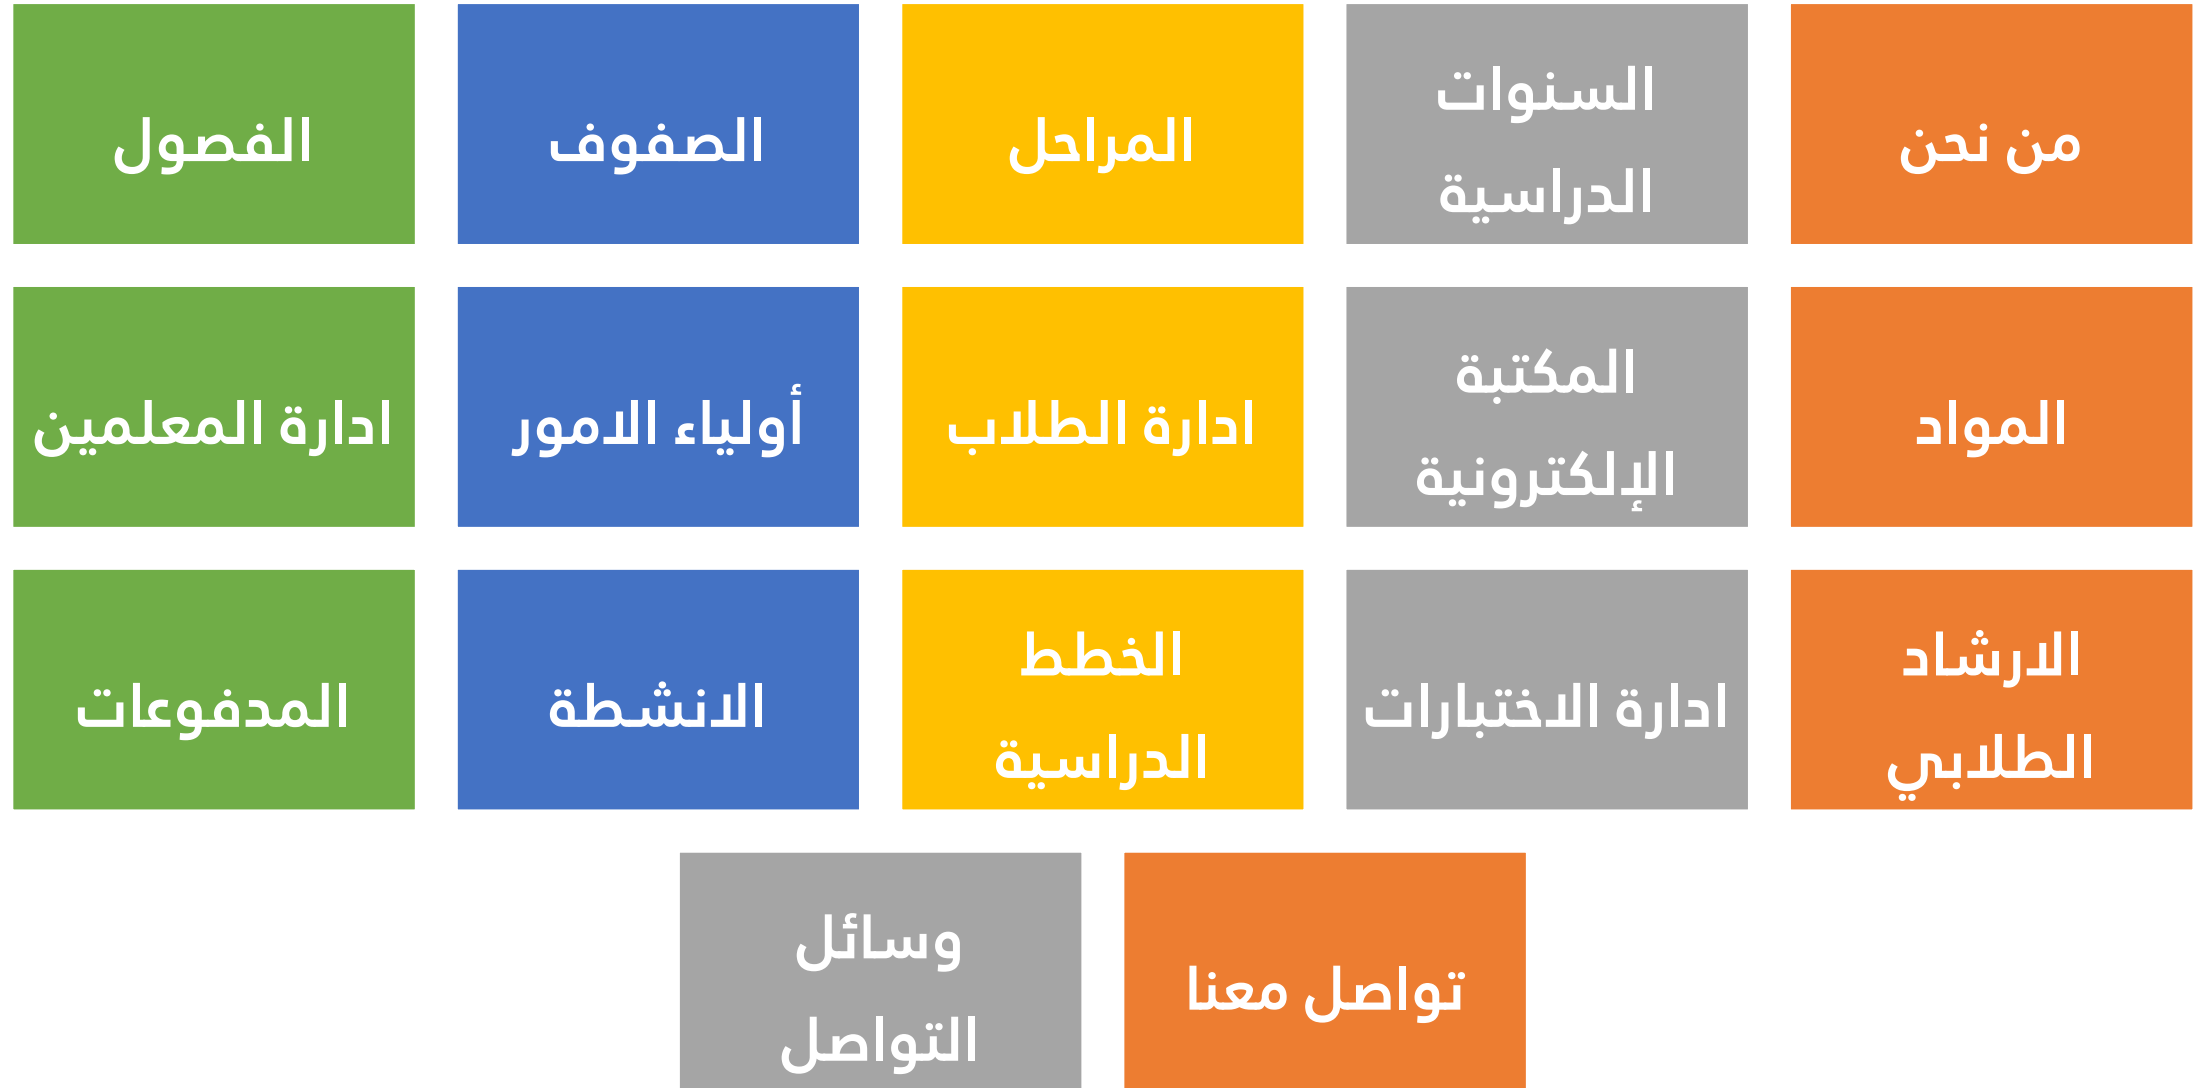 من نحن
السنوات
الدراسية
المراحل
الصفوف
الفصول
المواد
المكتبة
الإلكترونية
ادارة الطلاب
أولياء الامور
ادارة المعلمين
الارشاد
الطلابي
ادارة الاختبارات
الخطط
الدراسية
الانشطة
المدفوعات
تواصل معنا
وسائل
التواصل